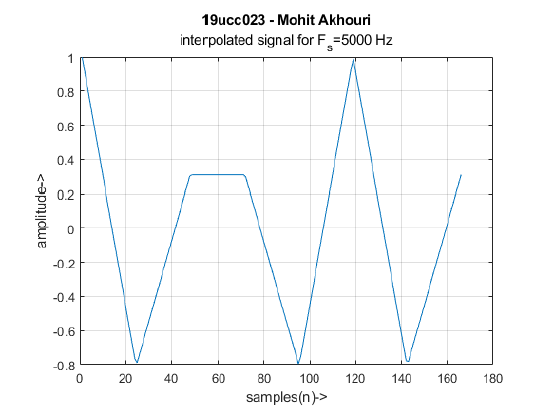 19ucc023 - Mohit Akhouri
interpolated signal for Fs=5000 Hz
1
0.8
0.6
0.4
0.2
0
-0.2
-0.4
-0.6
-0.8
amplitude->
0 20 40 60 80 100 120 140 160 180
samples(n)->